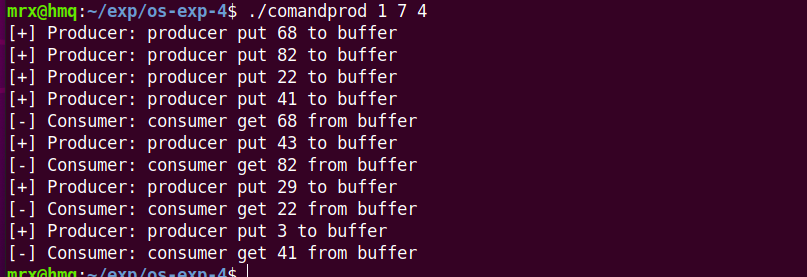 mrx@hmq:~/exp/os-exp-4$ ./comandprod 1 7 4
[+] Producer: producer put 68 to buffer
[+] Producer: producer put 82 to buffer
[+] Producer: producer put 22 to buffer
[+] Producer: producer put 41 to buffer
[-] Consumer: consumer get 68 from buffer
[+] Producer: producer put 43 to buffer
[-] Consumer: consumer get 82 from buffer
[+] Producer: producer put 29 to buffer
[-] Consumer: consumer get 22 from buffer
[+] Producer: producer put 3 to buffer
[-] Consumer: consumer get 41 from buffer
mrx@hmq:~/exp/os-exp-4$